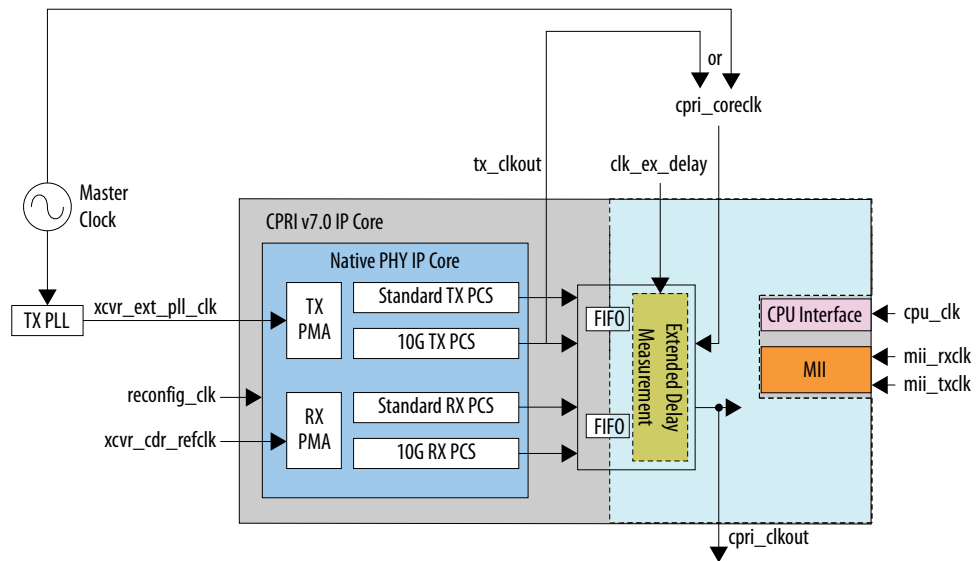 or
cpri_coreclk
tx_clkout
clk_ex_delay
Master
Clock
CPRI v7.0 IP Core
Native PHY IP Core
TX PLL
xcvr_ext_pll_clk
TX
PMA
Standard TX PCS
10G TX PCS
FIFO
Extended Delay
Measurement
CPU Interface
cpu_clk
MII
mii_rxclk
mii_txclk
reconfig_clk
xcvr_cdr_refclk
RX
PMA
Standard RX PCS
10G RX PCS
FIFO
cpri_clkout